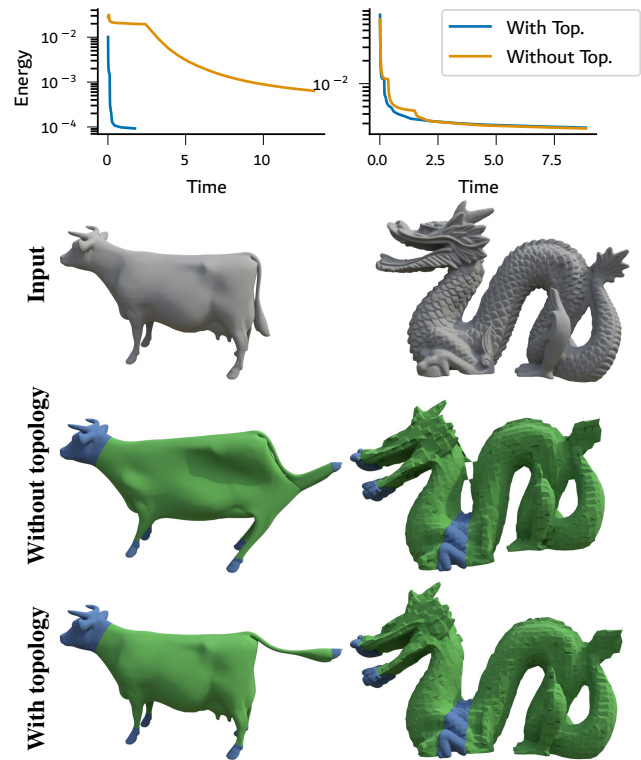 Energy
10⁻²
10⁻³
10⁻⁴
0
5
10
Time
10⁻²
0.0
2.5
5.0
7.5
Time
With Top.
Without Top.
Input
Without topology
With topology